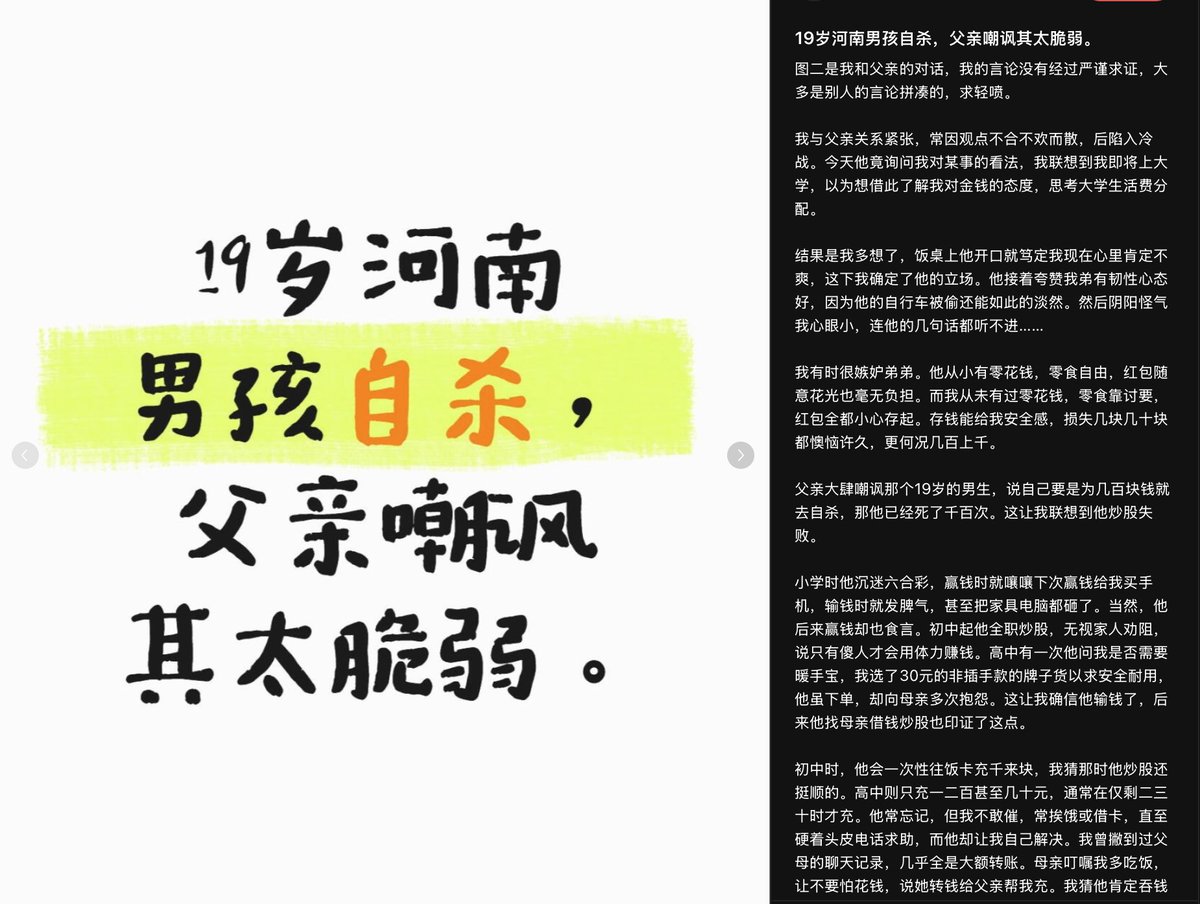 19岁河南
男孩自杀，
父亲嘲讽
其太脆弱。
19岁河南男孩自杀，父亲嘲讽其太脆弱。
图二是我和父亲的对话，我的言论没有经过严谨求证，大
多是别人的言论拼凑的，求轻喷。
我与父亲关系紧张，常因观点不合不欢而散，后陷入冷
战。今天他竟询问我对某事的看法，我联想到我即将上大
学，以为想借此了解我对金钱的态度，思考大学生活费分
配。
结果是我多想了，饭桌上他开口就笃定我现在心里肯定不
爽，这下我确定了他的立场。他接着夸赞我弟有韧性心态
好，因为他的自行车被偷还能如此的淡然。然后阴阳怪气
我心眼小，连他的几句话都听不进……
我有时很嫉妒弟弟。他从小有零花钱，零食自由，红包随
意花光也毫无负担。而我从未有过零花钱，零食靠讨要，
红包全都小心存起。存钱能给我安全感，损失几块几十块
都懊恼许久，更何况几百上千。
父亲大肆嘲讽那个19岁的男生，说自己要是为几百块钱就
去自杀，那他已经死了千百次。这让我联想到他炒股失
败。
小学时他沉迷六合彩，赢钱时就嚷嚷下次赢钱给我买手
机，输钱时就发脾气，甚至把家具电脑都砸了。当然，他
后来赢钱却也食言。初中起他全职炒股，无视家人劝阻，
说只有傻人才会用体力赚钱。高中有一次他问我是否需要
暖手宝，我选了30元的非插手款的牌子货以求安全耐用，
他虽下单，却向母亲多次抱怨。这让我确信他输钱了，后
来他找母亲借钱炒股也印证了这点。
初中时，他会一次性往饭卡充千来块，我猜那时他炒股还
挺顺的。高中则只充一二百甚至几十元，通常在仅剩二三
十时才充。他常忘记，但我不敢催，常挨饿或借卡，直至
硬着头皮电话求助，而他却让我自己解决。我曾撇到过父
母的聊天记录，几乎全是大额转账。母亲叮嘱我多吃饭，
让不要怕花钱，说她转钱给父亲帮我充。我猜他肯定吞钱